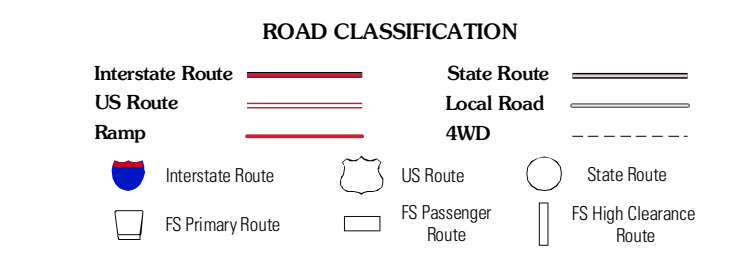 ROAD CLASSIFICATION
Interstate Route
State Route
US Route
Local Road
Ramp
4WD
Interstate Route
US Route
State Route
FS Primary Route
FS Passenger
Route
FS High Clearance
Route